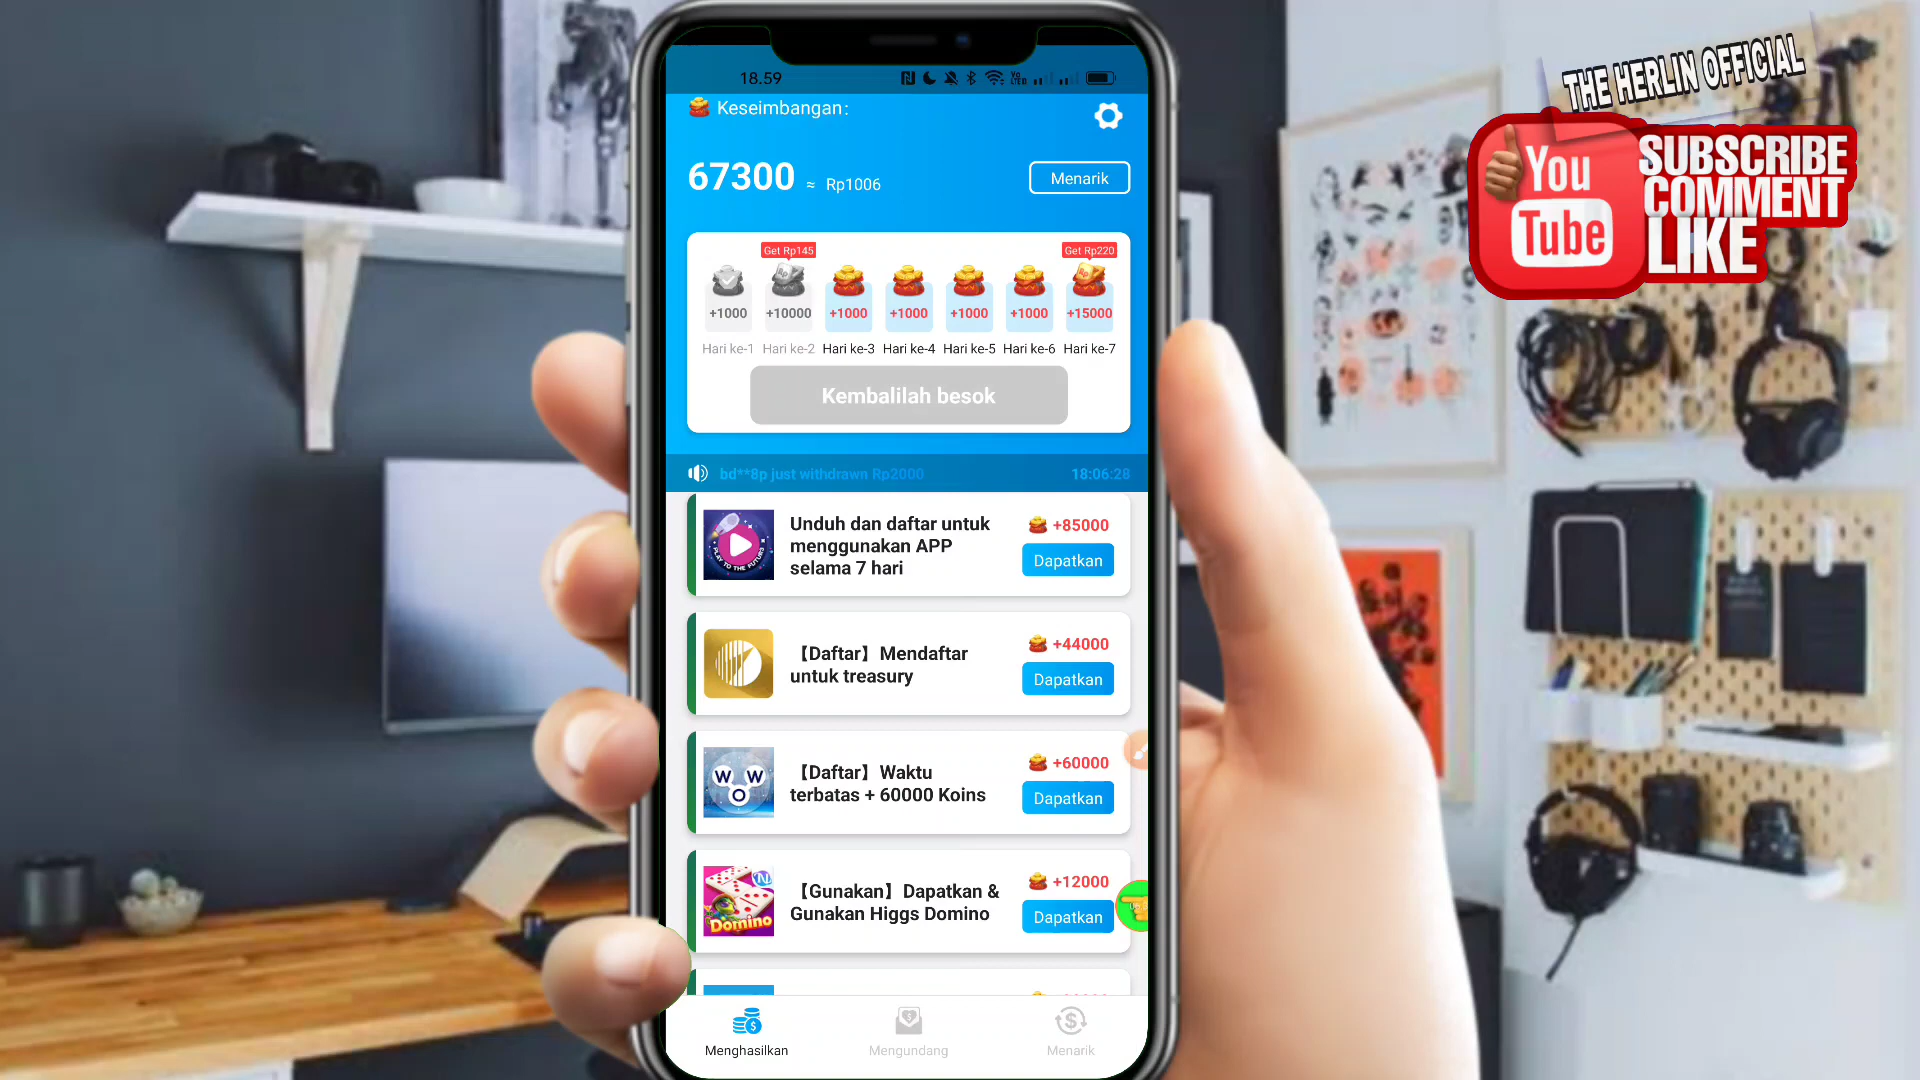 18.59
Keseimbangan:
67300 ≈ Rp1006
Menarik
Get Rp145
Get Rp220
+1000 +10000 +1000 +1000 +1000 +1000 +15000
Hari ke-1 Hari ke-2 Hari ke-3 Hari ke-4 Hari ke-5 Hari ke-6 Hari ke-7
Kembalilah besok
bd**8p just withdrawn Rp2000 18:06:28
PLAY TO THE FUTURE
Unduh dan daftar untuk
menggunakan APP
selama 7 hari
+85000
Dapatkan
【Daftar】Mendaftar
untuk treasury
+44000
Dapatkan
W W
O
【Daftar】Waktu
terbatas + 60000 Koins
+60000
Dapatkan
Domino
【Gunakan】Dapatkan &
Gunakan Higgs Domino
+12000
Dapatkan
Menghasilkan
Mengundang
Menarik
THE HERLIN OFFICIAL
You
Tube
SUBSCRIBE
COMMENT
LIKE